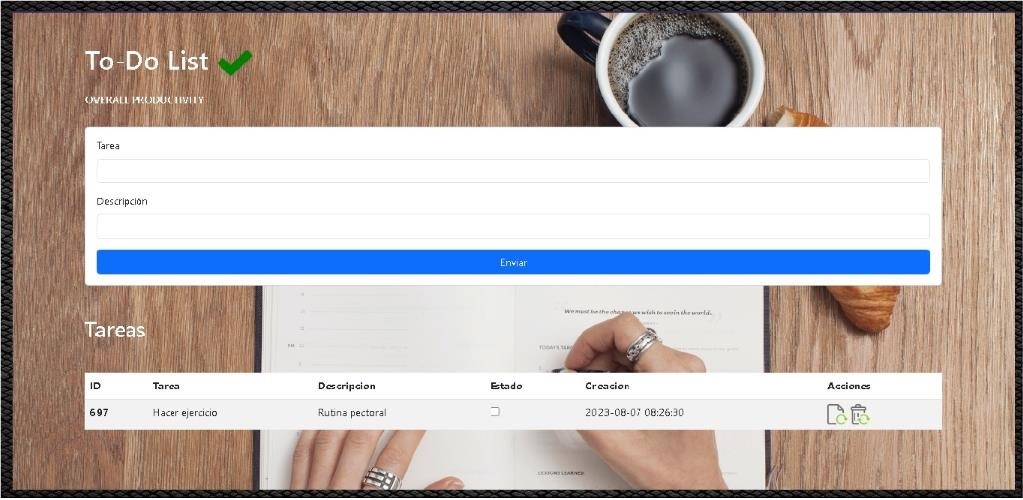 To-Do List
OVERALL PRODUCTIVITY
Tarea
Descripción
Enviar
We must be the change we wish to see in the world.
Tareas
TODAY'S TAR
ID Tarea Descripcion Estado Creacion Acciones
697 Hacer ejercicio Rutina pectoral 2023-08-07 08:26:30
LESSONS LEARNED